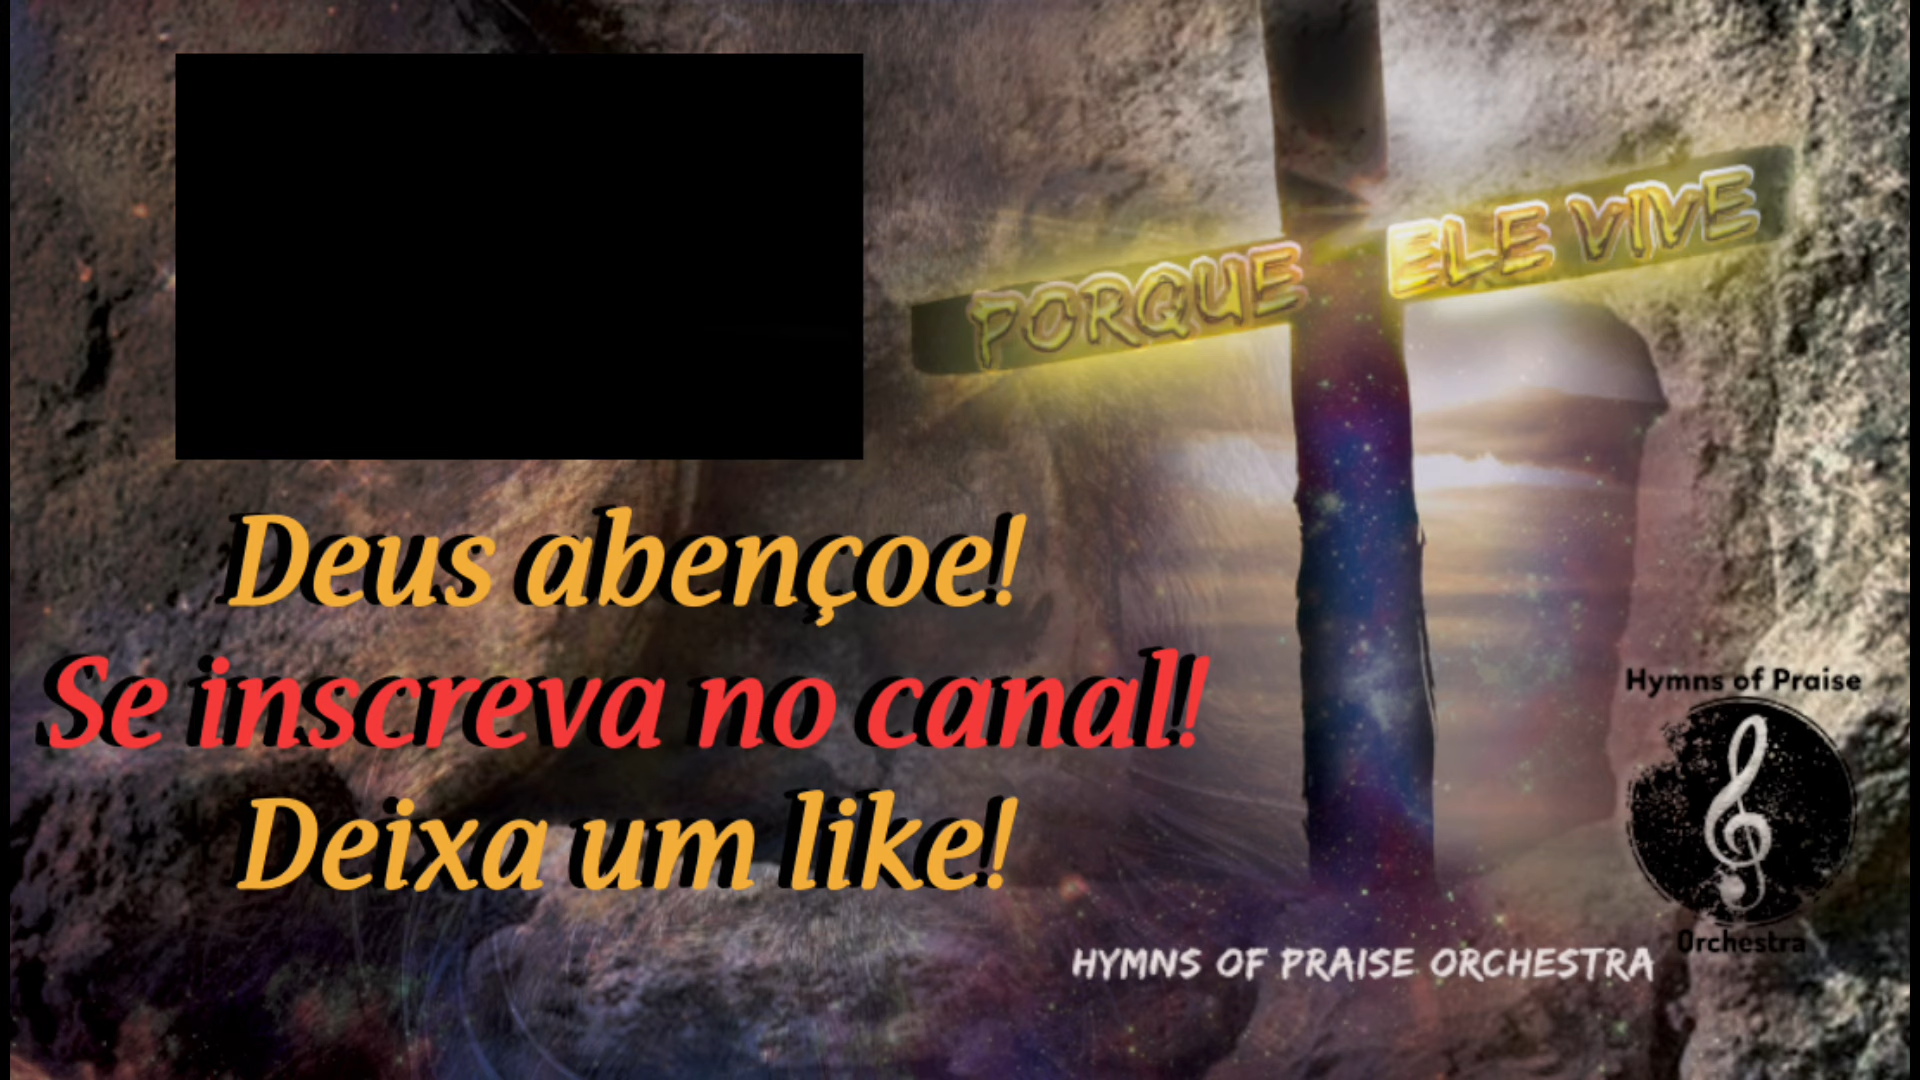 PORQUE ELE VIVE
Deus abençoe!
Se inscreva no canal!
Deixa um like!
Hymns of Praise
Orchestra
HYMNS OF PRAISE ORCHESTRA